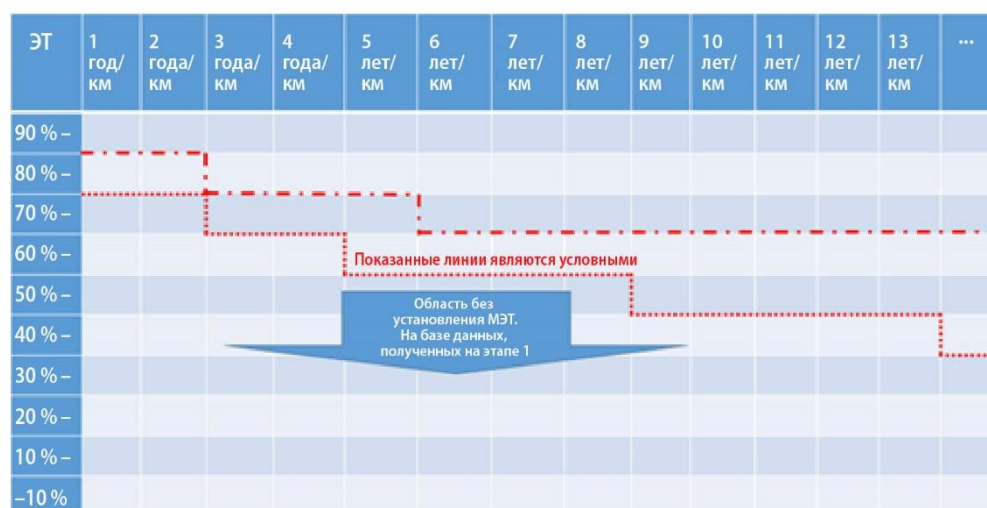 ЭТ
1 год/ км
2 года/ км
3 года/ км
4 года/ км
5 лет/ км
6 лет/ км
7 лет/ км
8 лет/ км
9 лет/ км
10 лет/ км
11 лет/ км
12 лет/ км
13 лет/ км
...
90 % –
80 % –
70 % –
60 % –
Показанные линии являются условными
50 % –
Область без
установления МЭТ.
На базе данных,
полученных на этапе 1
40 % –
30 % –
20 % –
10 % –
–10 %